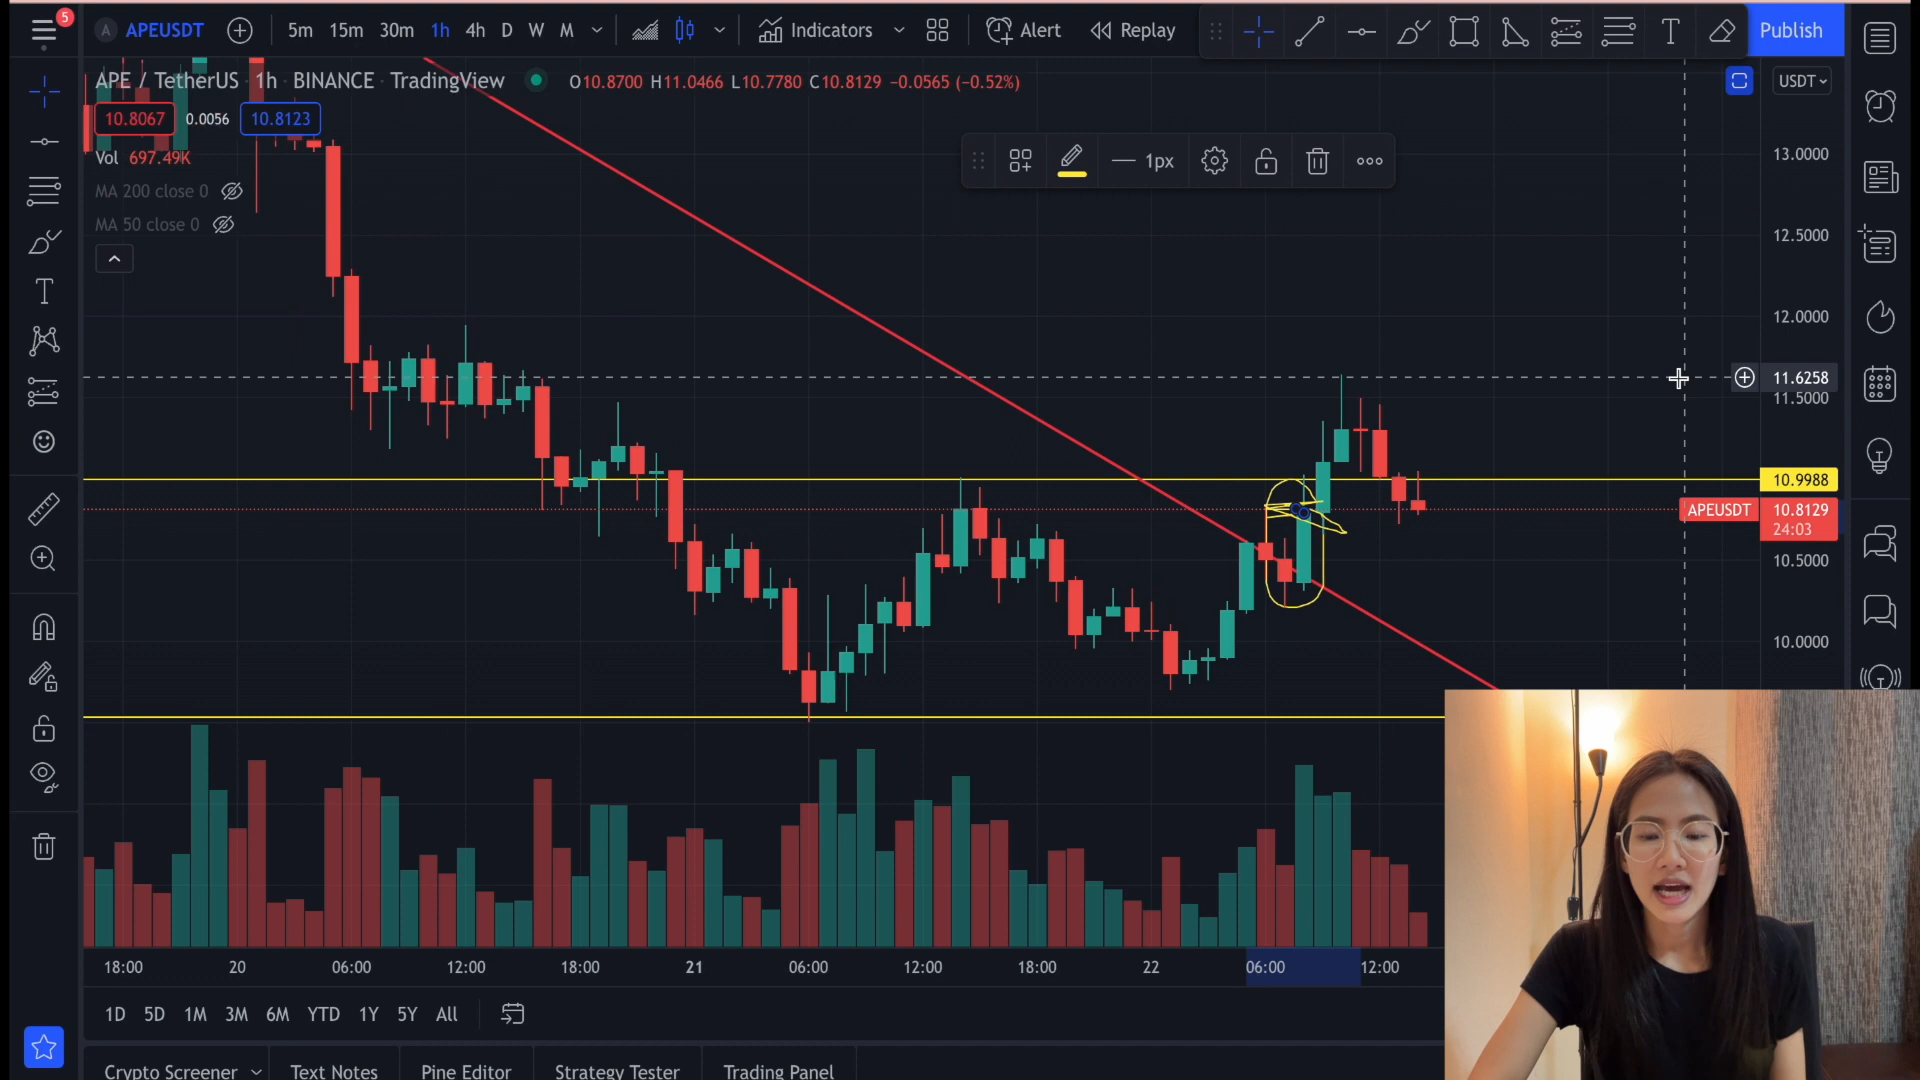 5
A APEUSDT 5m 15m 30m 1h 4h D W M Indicators Alert Replay T Publish
APE / TetherUS · 1h · BINANCE · TradingView O10.8700 H11.0466 L10.7780 C10.8129 −0.0565 (−0.52%) USDT
10.8067 0.0056 10.8123
Vol 697.49K
1px
MA 200 close 0
MA 50 close 0
13.0000
12.5000
12.0000
11.6258
11.5000
10.9988
APEUSDT 10.8129
24:03
10.5000
10.0000
18:00 20 06:00 12:00 18:00 21 06:00 12:00 18:00 22 06:00 12:00
1D 5D 1M 3M 6M YTD 1Y 5Y All
Crypto Screener Text Notes Pine Editor Strategy Tester Trading Panel